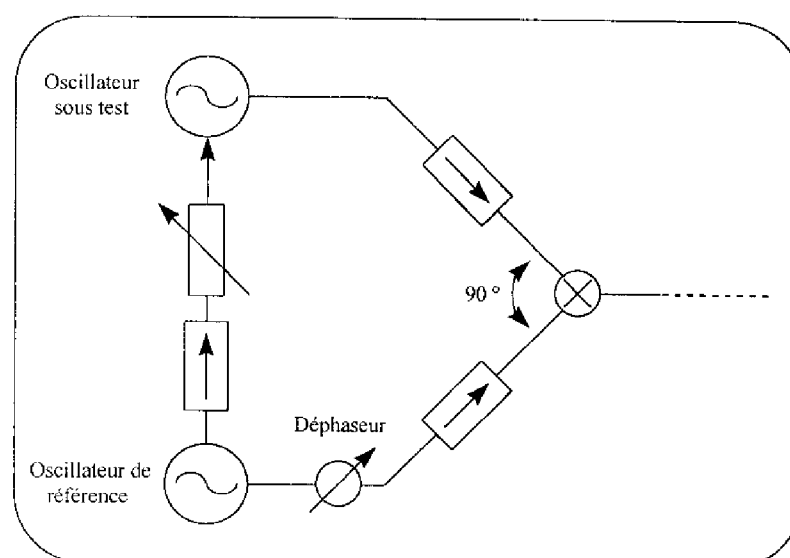 Oscillateur
sous test
90 °
Déphaseur
Oscillateur de
référence